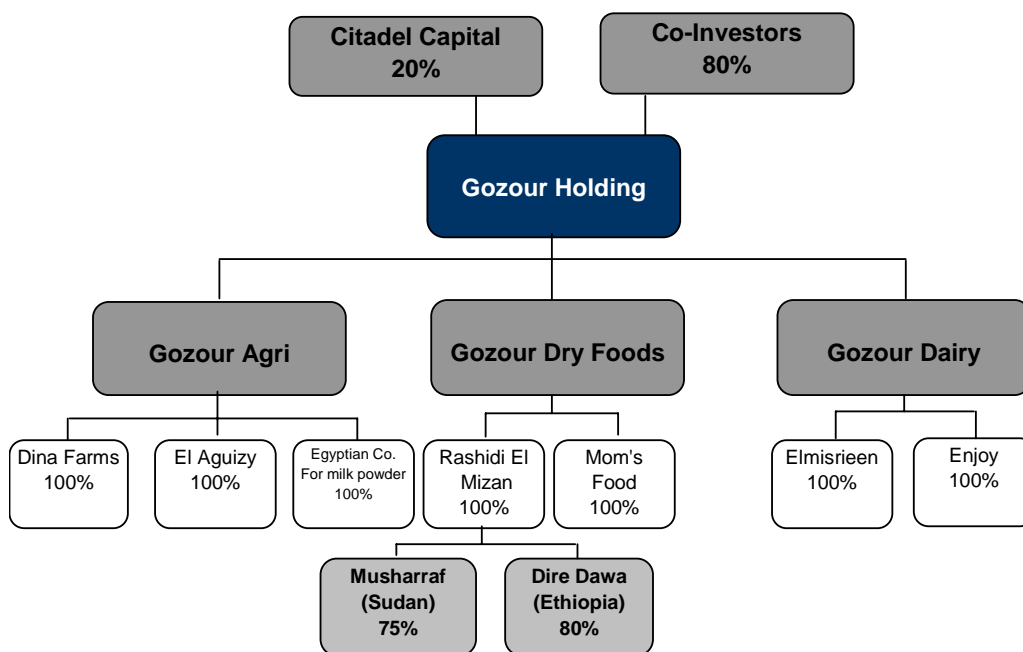 Citadel Capital
20%
Co-Investors
80%
Gozour Holding
Gozour Agri
Gozour Dry Foods
Gozour Dairy
Dina Farms
100%
El Aguizy
100%
Egyptian Co.
For milk powder
100%
Rashidi El
Mizan
100%
Mom's
Food
100%
Elmisrieen
100%
Enjoy
100%
Musharraf
(Sudan)
75%
Dire Dawa
(Ethiopia)
80%